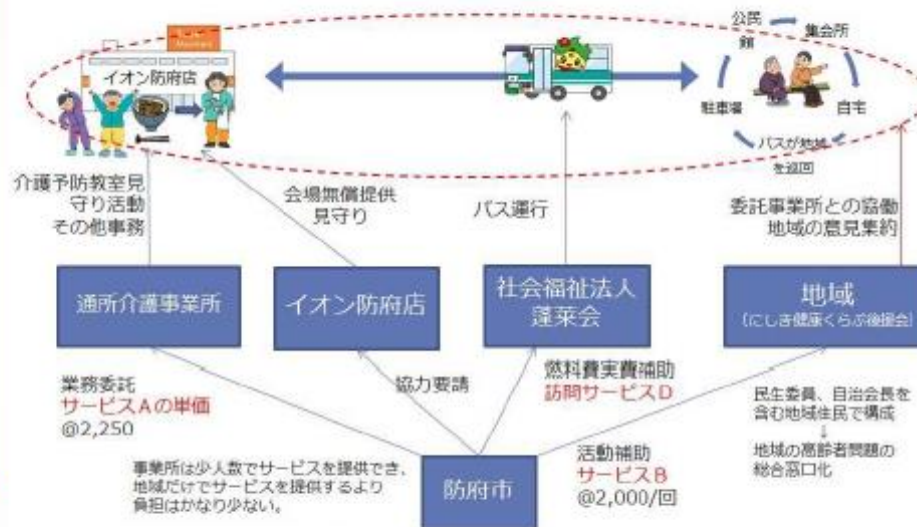 イオン防府店
公民館
集会所
駐車場
自宅
バスが地域
を巡回
介護予防教室見
守り活動
その他事務
会場無償提供
見守り
バス運行
委託事業所との協働
地域の意見集約
通所介護事業所
イオン防府店
社会福祉法人
蓬莱会
地域
(にしき健康くらぶ後援会)
業務委託
サービスAの単価
@2,250
協力要請
燃料費実費補助
訪問サービスD
民生委員、自治会長を
含む地域住民で構成
↓
地域の高齢者問題の
総合窓口化
事業所は少人数でサービスを提供でき、
地域だけでサービスを提供するより
負担はかなり少ない。
防府市
活動補助
サービスB
@2,000/回